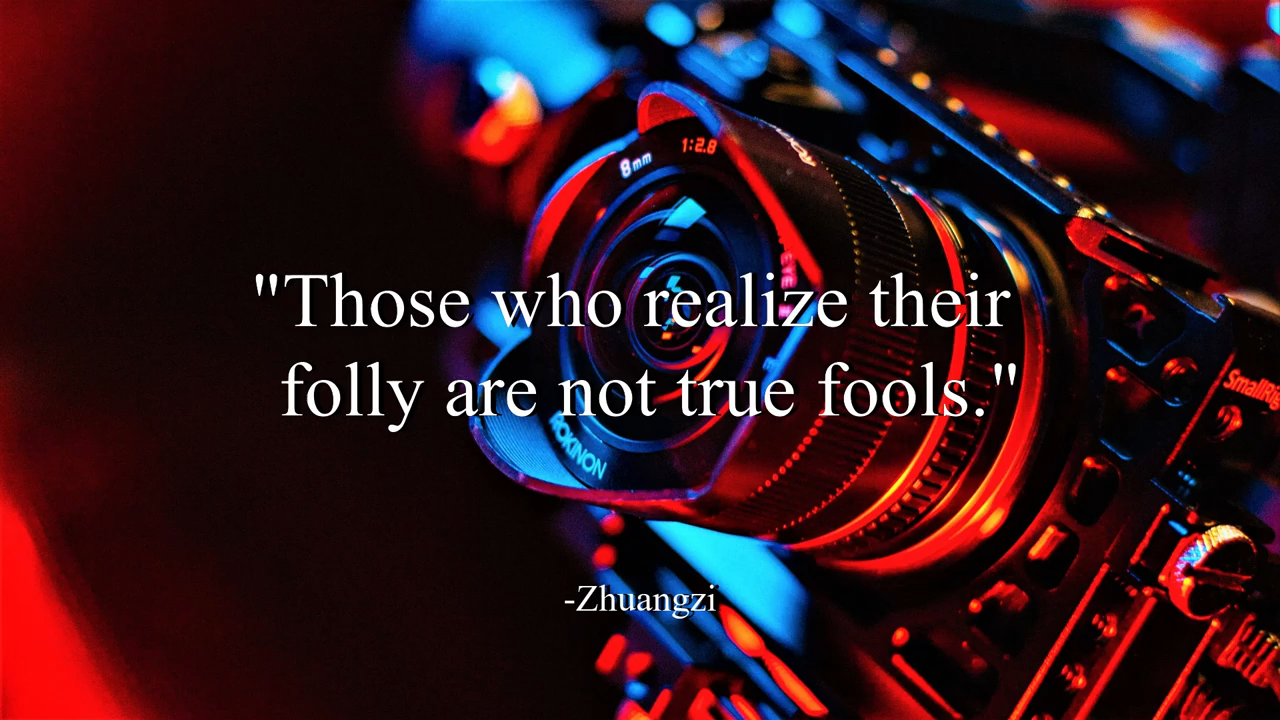 8mm 1:2.8
"Those who realize their
folly are not true fools."
ROKINON
SmallRig
-Zhuangzi